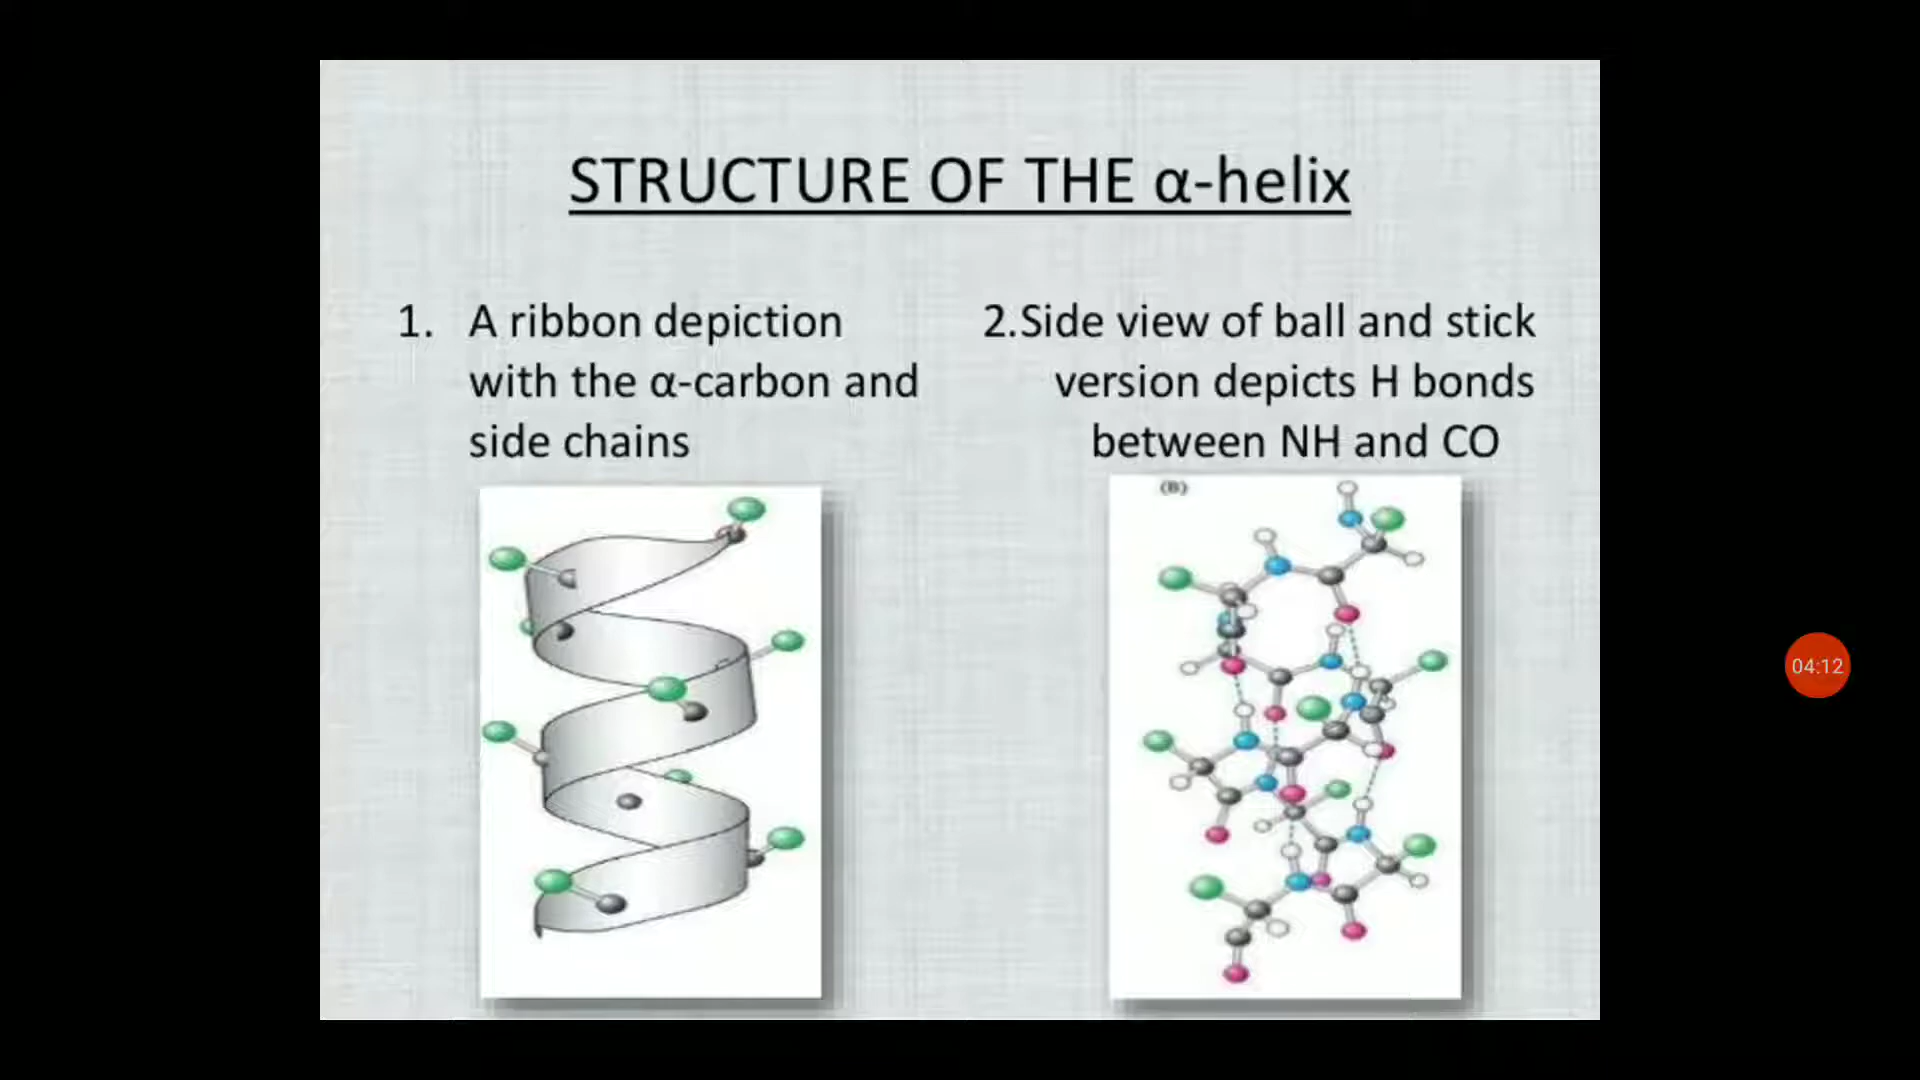 STRUCTURE OF THE α-helix
1. A ribbon depiction
with the α-carbon and
side chains
2.Side view of ball and stick
version depicts H bonds
between NH and CO
(B)
04:12